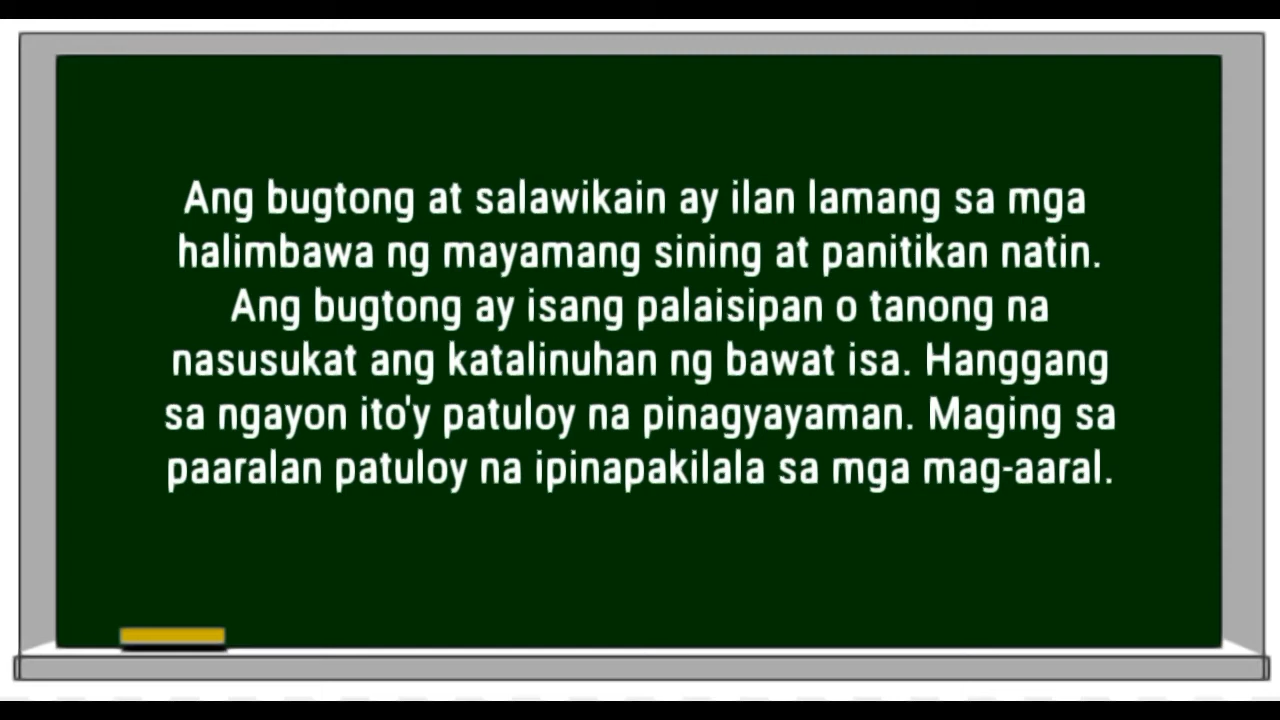 Ang bugtong at salawikain ay ilan lamang sa mga
halimbawa ng mayamang sining at panitikan natin.
Ang bugtong ay isang palaisipan o tanong na
nasusukat ang katalinuhan ng bawat isa. Hanggang
sa ngayon ito'y patuloy na pinagyayaman. Maging sa
paaralan patuloy na ipinapakilala sa mga mag-aaral.